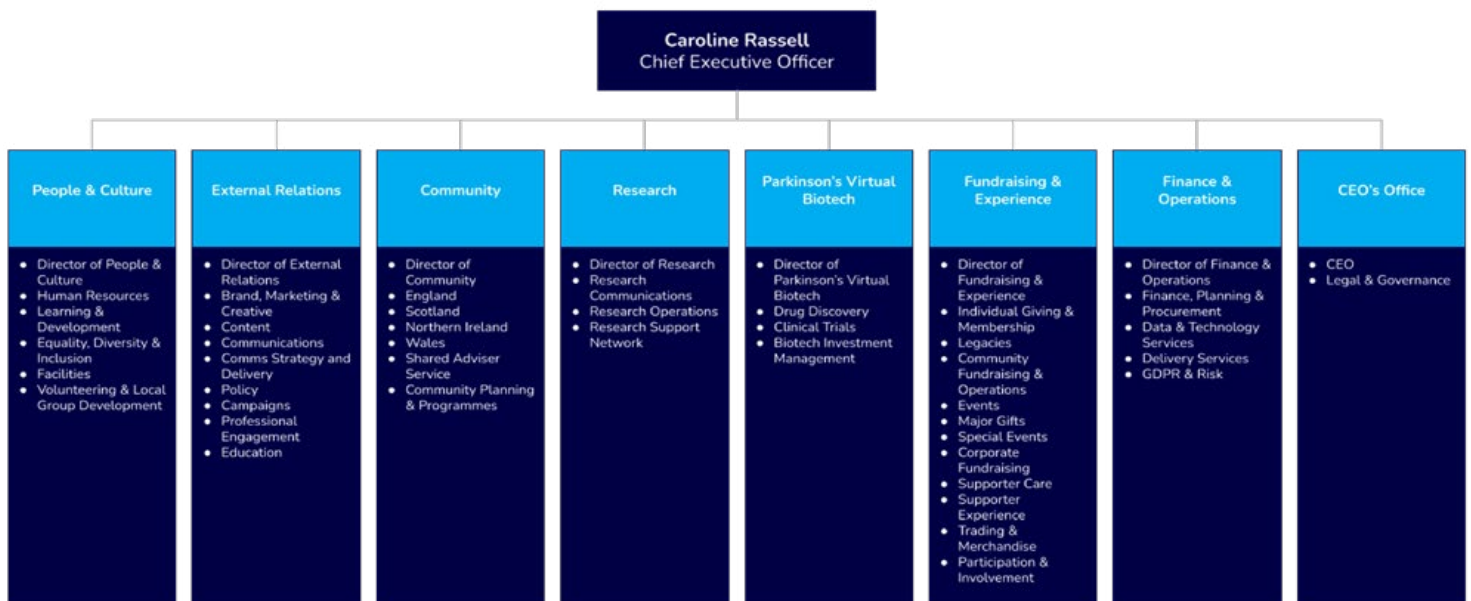 Caroline Rassell
Chief Executive Officer
People & Culture
● Director of People &
Culture
● Human Resources
● Learning &
Development
● Equality, Diversity &
Inclusion
● Facilities
● Volunteering & Local
Group Development
External Relations
● Director of External
Relations
● Brand, Marketing &
Creative
● Content
● Communications
● Comms Strategy and
Delivery
● Policy
● Campaigns
● Professional
Engagement
● Education
Community
● Director of
Community
● England
● Scotland
● Northern Ireland
● Wales
● Shared Adviser
Service
● Community Planning
& Programmes
Research
● Director of Research
● Research
Communications
● Research Operations
● Research Support
Network
Parkinson's Virtual
Biotech
● Director of
Parkinson's Virtual
Biotech
● Drug Discovery
● Clinical Trials
● Biotech Investment
Management
Fundraising &
Experience
● Director of
Fundraising &
Experience
● Individual Giving &
Membership
● Legacies
● Community
Fundraising &
Operations
● Events
● Major Gifts
● Special Events
● Corporate
Fundraising
● Supporter Care
● Supporter
Experience
● Trading &
Merchandise
● Participation &
Involvement
Finance &
Operations
● Director of Finance &
Operations
● Finance, Planning &
Procurement
● Data & Technology
Services
● Delivery Services
● GDPR & Risk
CEO's Office
● CEO
● Legal & Governance